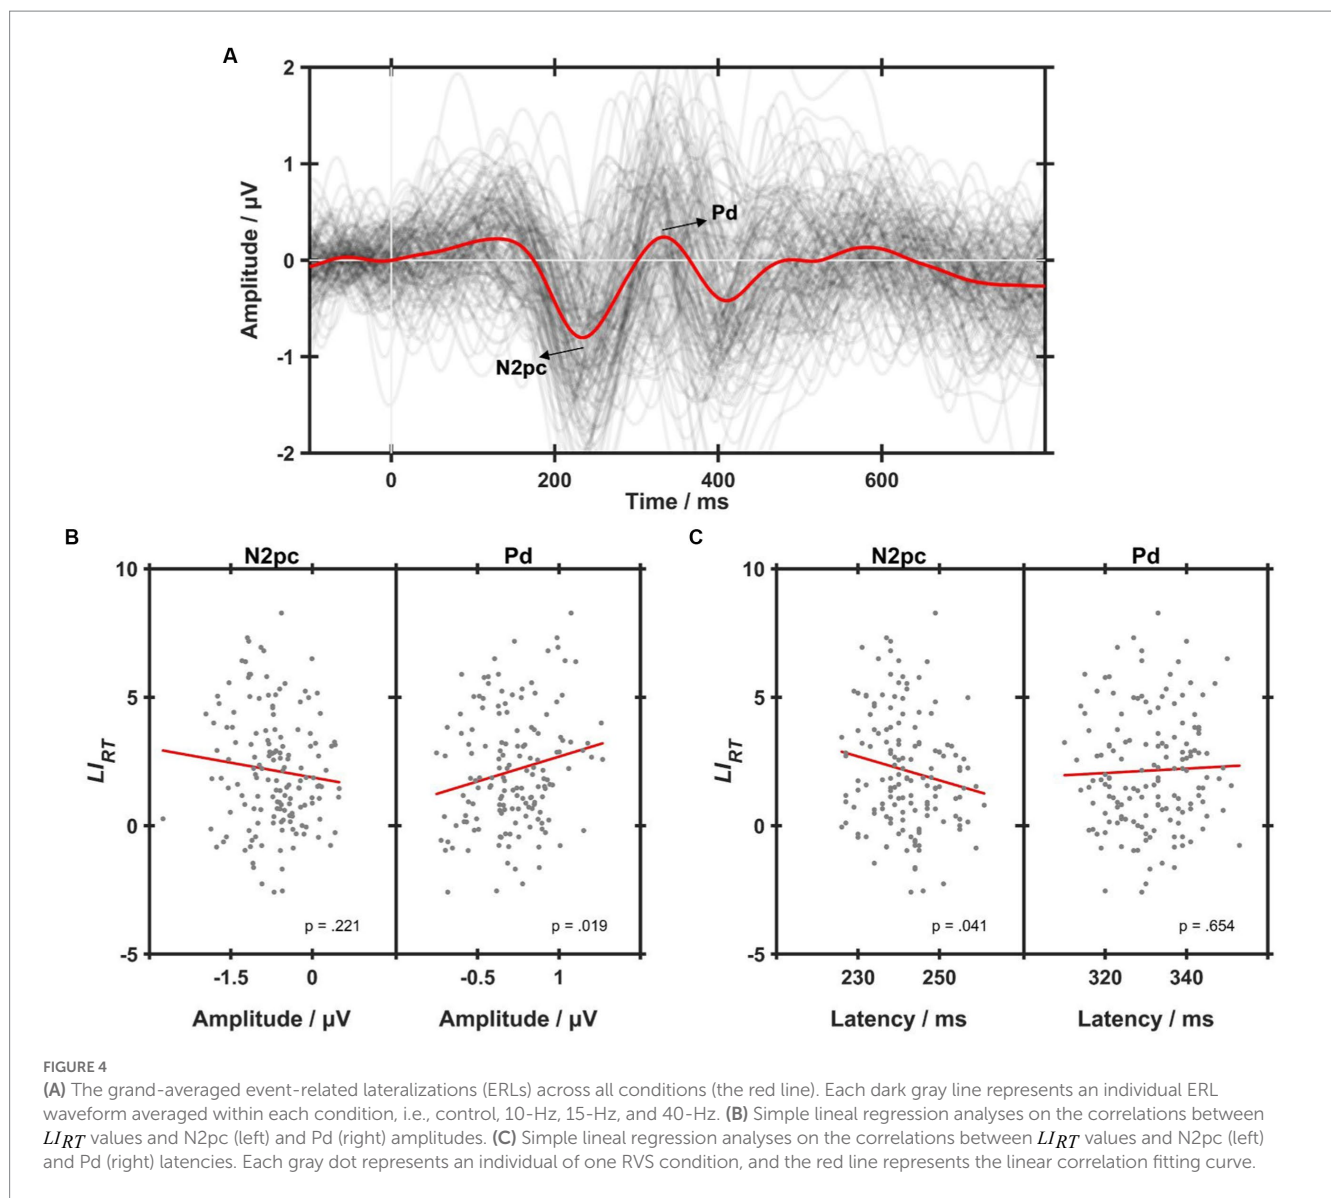 A
2
1
0
-1
-2
Amplitude / µV
Pd
N2pc
0 200 400 600
Time / ms
B
C
N2pc Pd
N2pc Pd
10
5
0
-5
LI_RT
p = .221
p = .019
-1.5 0 -0.5 1
Amplitude / µV Amplitude / µV
10
5
0
-5
LI_RT
p = .041
p = .654
230 250 320 340
Latency / ms Latency / ms
FIGURE 4
(A) The grand-averaged event-related lateralizations (ERLs) across all conditions (the red line). Each dark gray line represents an individual ERL
waveform averaged within each condition, i.e., control, 10-Hz, 15-Hz, and 40-Hz. (B) Simple lineal regression analyses on the correlations between
LI_RT values and N2pc (left) and Pd (right) amplitudes. (C) Simple lineal regression analyses on the correlations between LI_RT values and N2pc (left)
and Pd (right) latencies. Each gray dot represents an individual of one RVS condition, and the red line represents the linear correlation fitting curve.